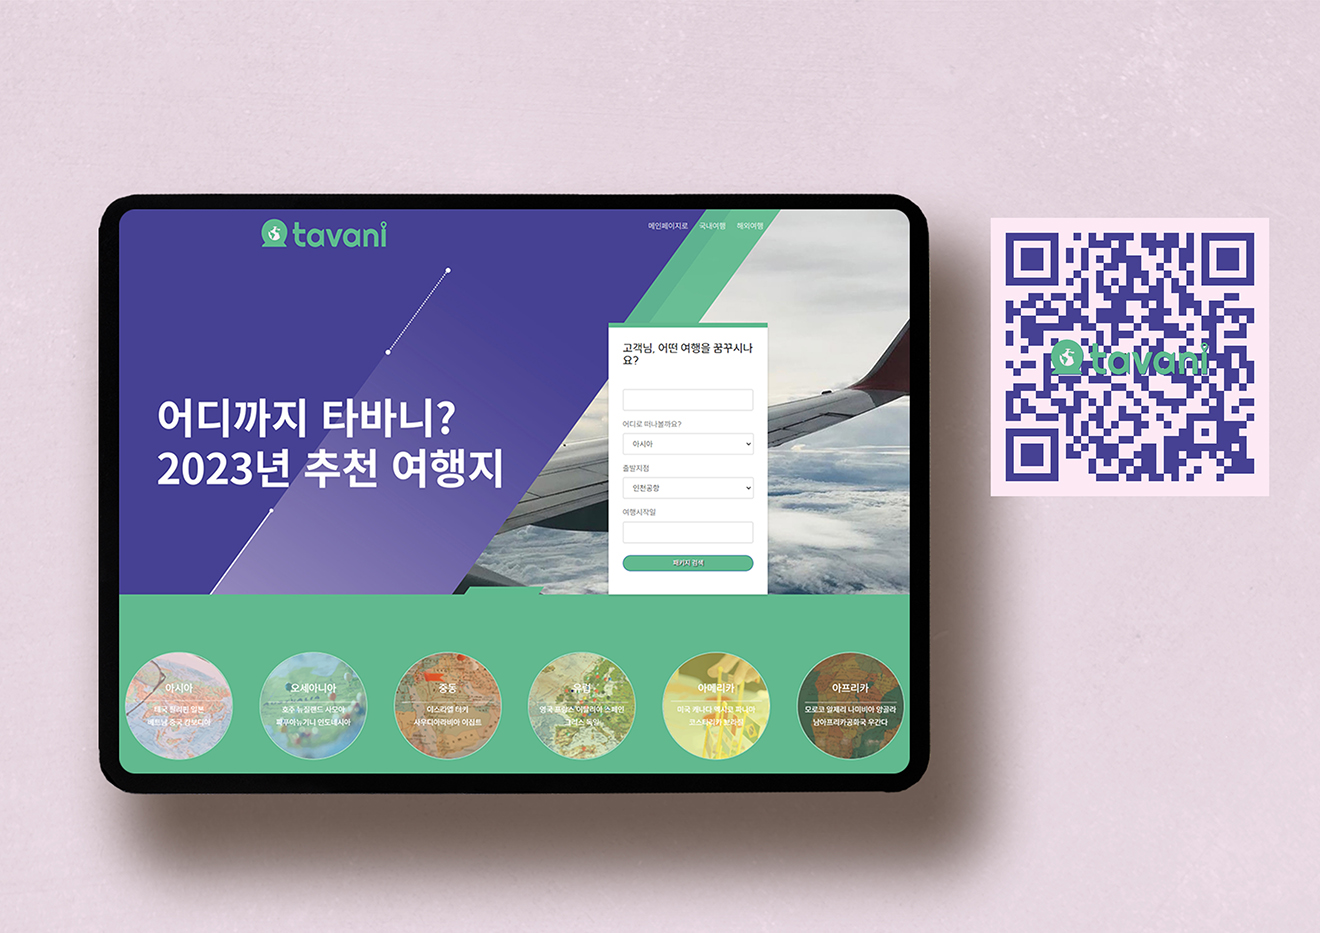 tavani
메인페이지로 국내여행 해외여행
어디까지 타바니?
2023년 추천 여행지
고객님, 어떤 여행을 꿈꾸시나
요?
어디로 떠나볼까요?
아시아
출발지점
인천공항
여행시작일
패키지 검색
아시아
태국 필리핀 일본
베트남 중국 캄보디아
오세아니아
호주 뉴질랜드 사모아
파푸아뉴기니 인도네시아
중동
이스라엘 터키
사우디아라비아 이집트
유럽
영국 프랑스 이탈리아 스페인
그리스 독일
아메리카
미국 캐나다 멕시코 파나마
코스타리카 브라질
아프리카
모로코 알제리 나미비아 앙골라
남아프리카공화국 우간다
tavani